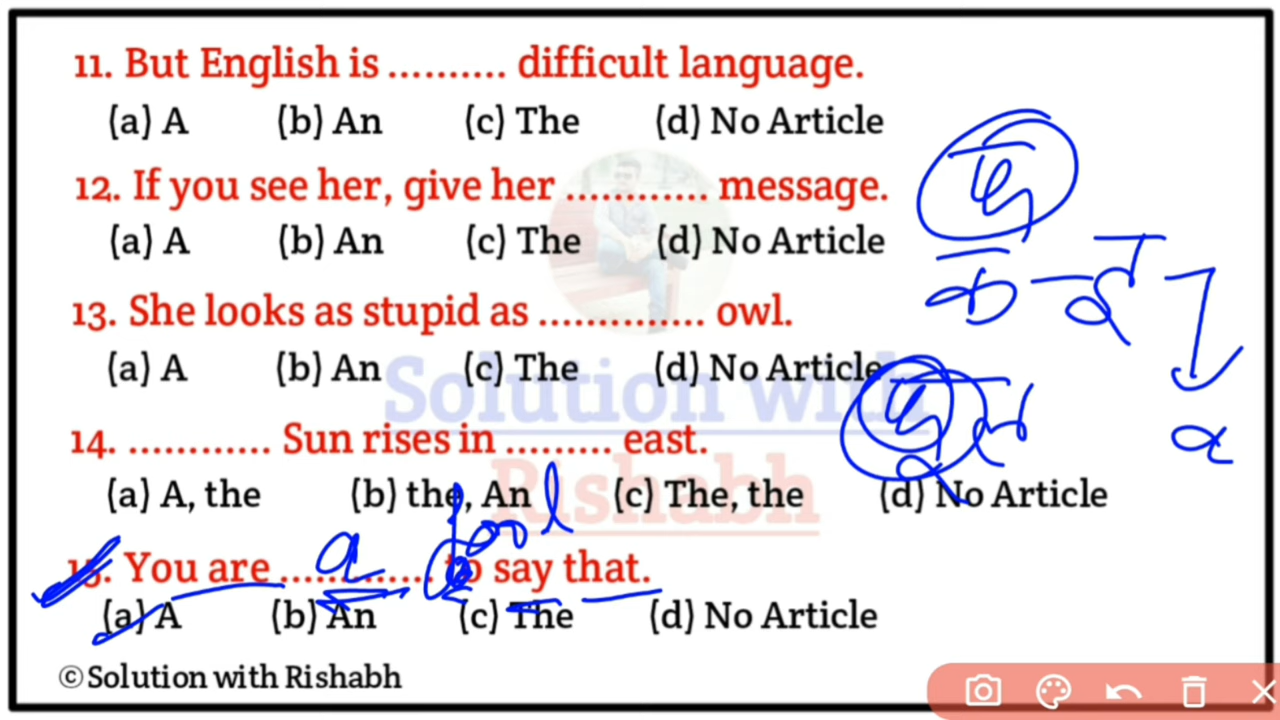 11. But English is .......... difficult language.
(a) A (b) An (c) The (d) No Article
12. If you see her, give her ............ message.
(a) A (b) An (c) The (d) No Article
13. She looks as stupid as .............. owl.
(a) A (b) An (c) The (d) No Article
Solution with
14. ............ Sun rises in ......... east.
Rishabh
(a) A, the (b) the, An (c) The, the (d) No Article
a fool
15. You are ............. to say that.
(a) A (b) An (c) The (d) No Article
© Solution with Rishabh